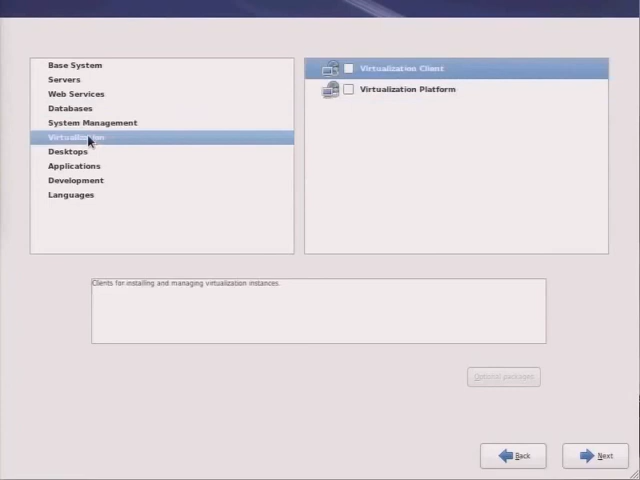 Base System
Servers
Web Services
Databases
System Management
Virtualization
Desktops
Applications
Development
Languages
Virtualization Client
Virtualization Platform
Clients for installing and managing virtualization instances.
Optional packages
Back
Next